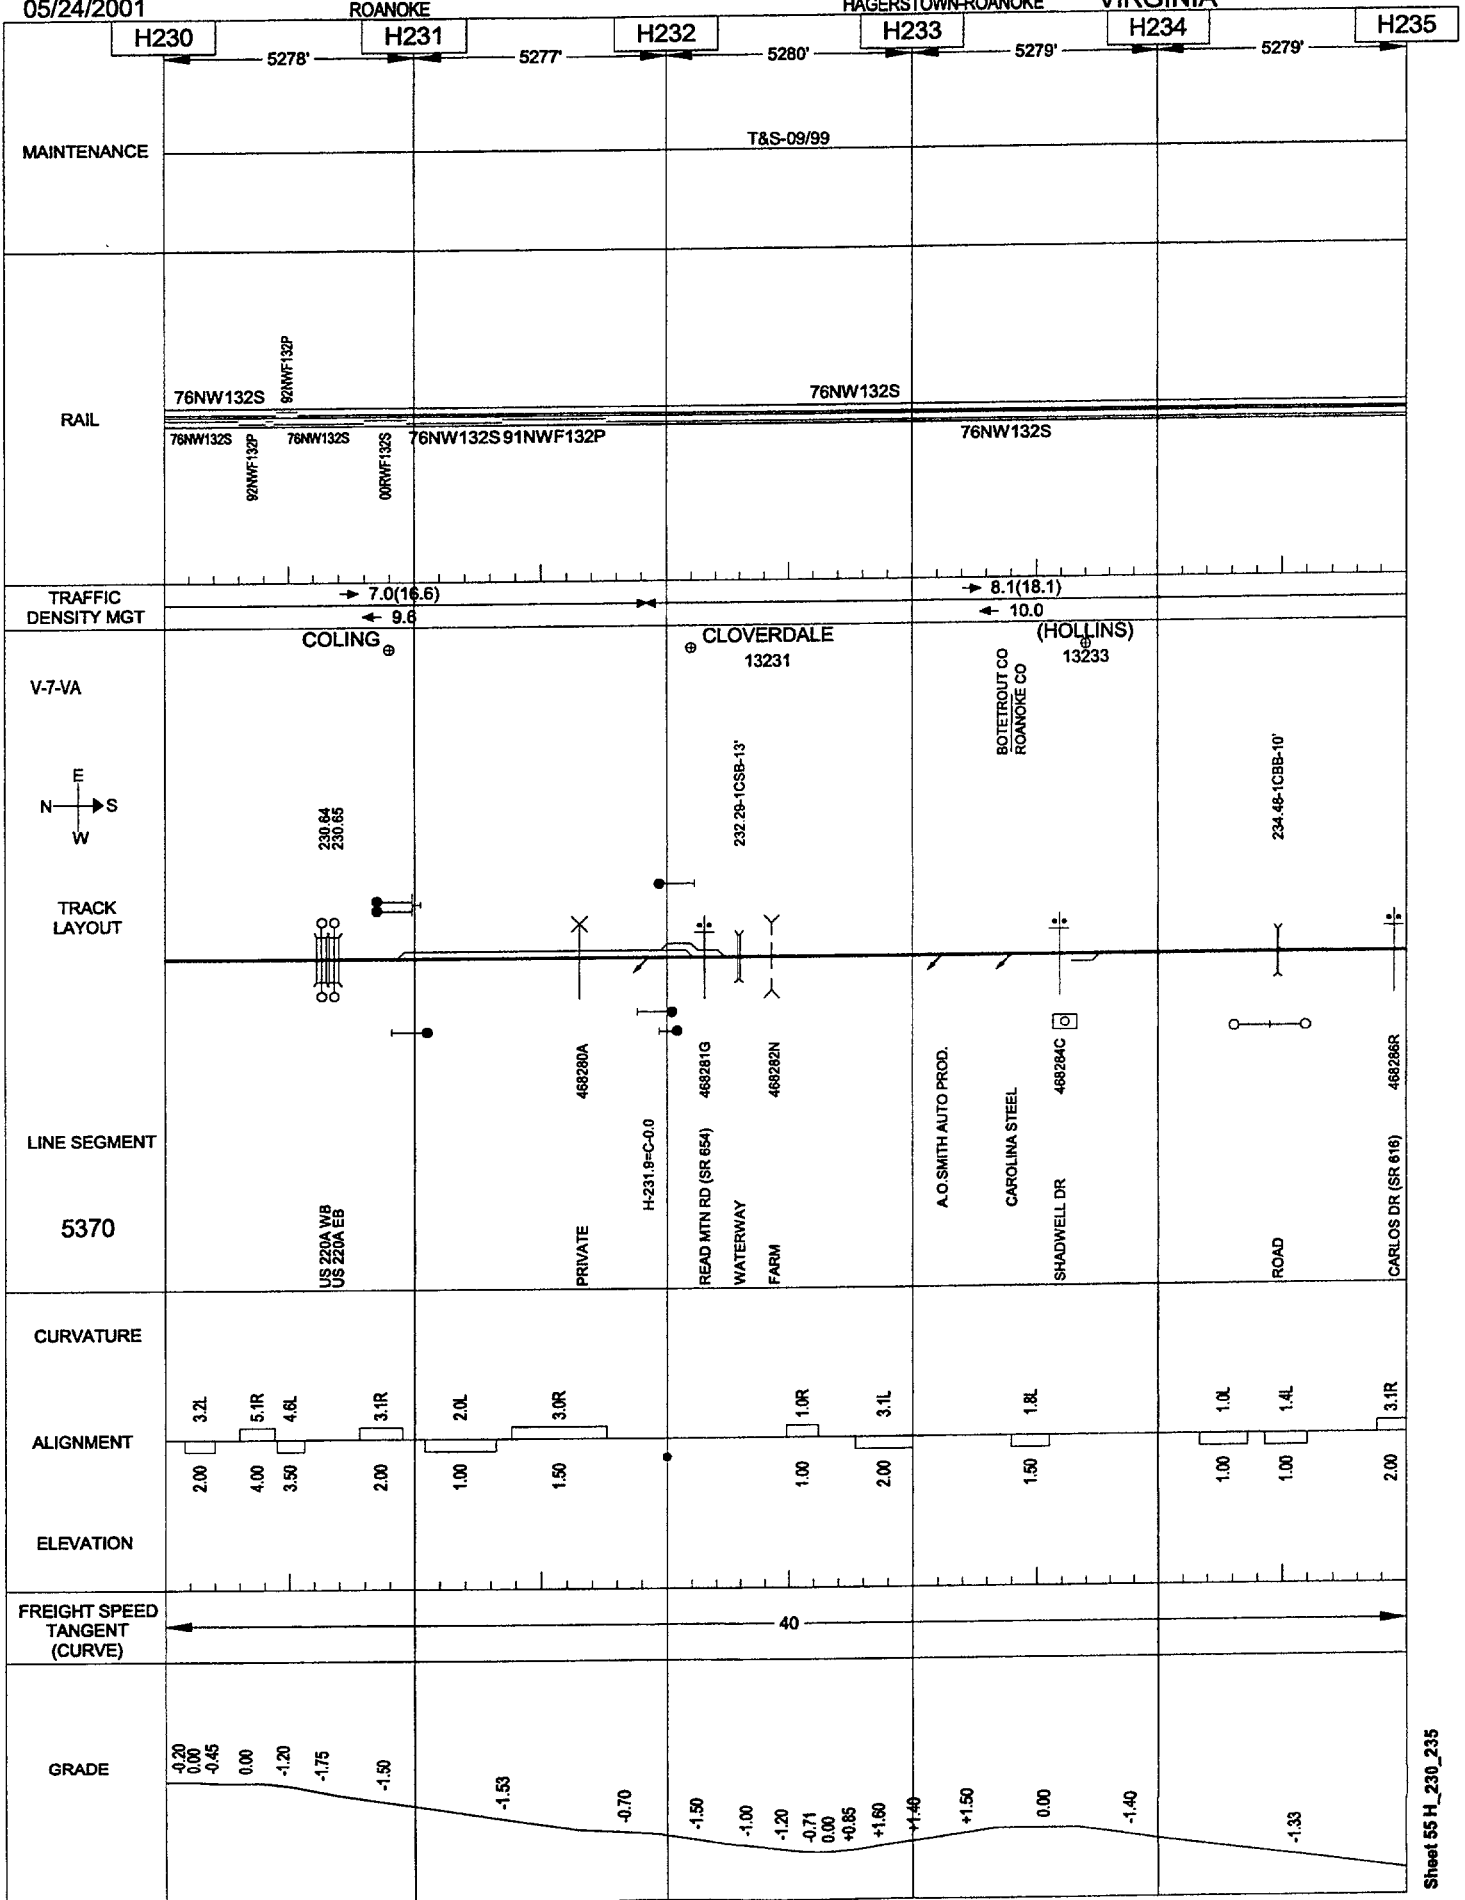 05/24/2001 ROANOKE HAGERSTOWN-ROANOKE VIRGINIA
H230 H231 H232 H233 H234 H235
5278' 5277' 5280' 5279' 5279'
MAINTENANCE
T&S-09/99
RAIL
76NW132S
92NWF132P
76NW132S
76NW132S
92NWF132P
76NW132S
00RWF132S
76NW132S 91NWF132P
76NW132S
TRAFFIC
DENSITY MGT
7.0(16.6)
9.6
8.1(18.1)
10.0
COLING
CLOVERDALE
13231
(HOLLINS)
13233
V-7-VA
BOTETROUT CO
ROANOKE CO
E
N S
W
230.64
230.65
232.29-1CSB-13'
234.48-1CBB-10'
TRACK
LAYOUT
468280A
468281G
468282N
468284C
468286R
LINE SEGMENT
5370
US 220A WB
US 220A EB
PRIVATE
H-231.9=C-0.0
READ MTN RD (SR 654)
WATERWAY
FARM
A.O.SMITH AUTO PROD.
CAROLINA STEEL
SHADWELL DR
ROAD
CARLOS DR (SR 616)
CURVATURE
3.2L 5.1R 4.6L 3.1R 2.0L 3.0R 1.0R 3.1L 1.8L 1.0L 1.4L 3.1R
ALIGNMENT
2.00 4.00 3.50 2.00 1.00 1.50 1.00 2.00 1.50 1.00 1.00 2.00
ELEVATION
FREIGHT SPEED
TANGENT
(CURVE)
40
GRADE
-0.20
0.00
-0.45
0.00
-1.20
-1.75
-1.50
-1.53
-0.70
-1.50
-1.00
-1.20
-0.71
0.00
+0.85
+1.60
+1.40
+1.50
0.00
-1.40
-1.33
Sheet 55 H_230_235